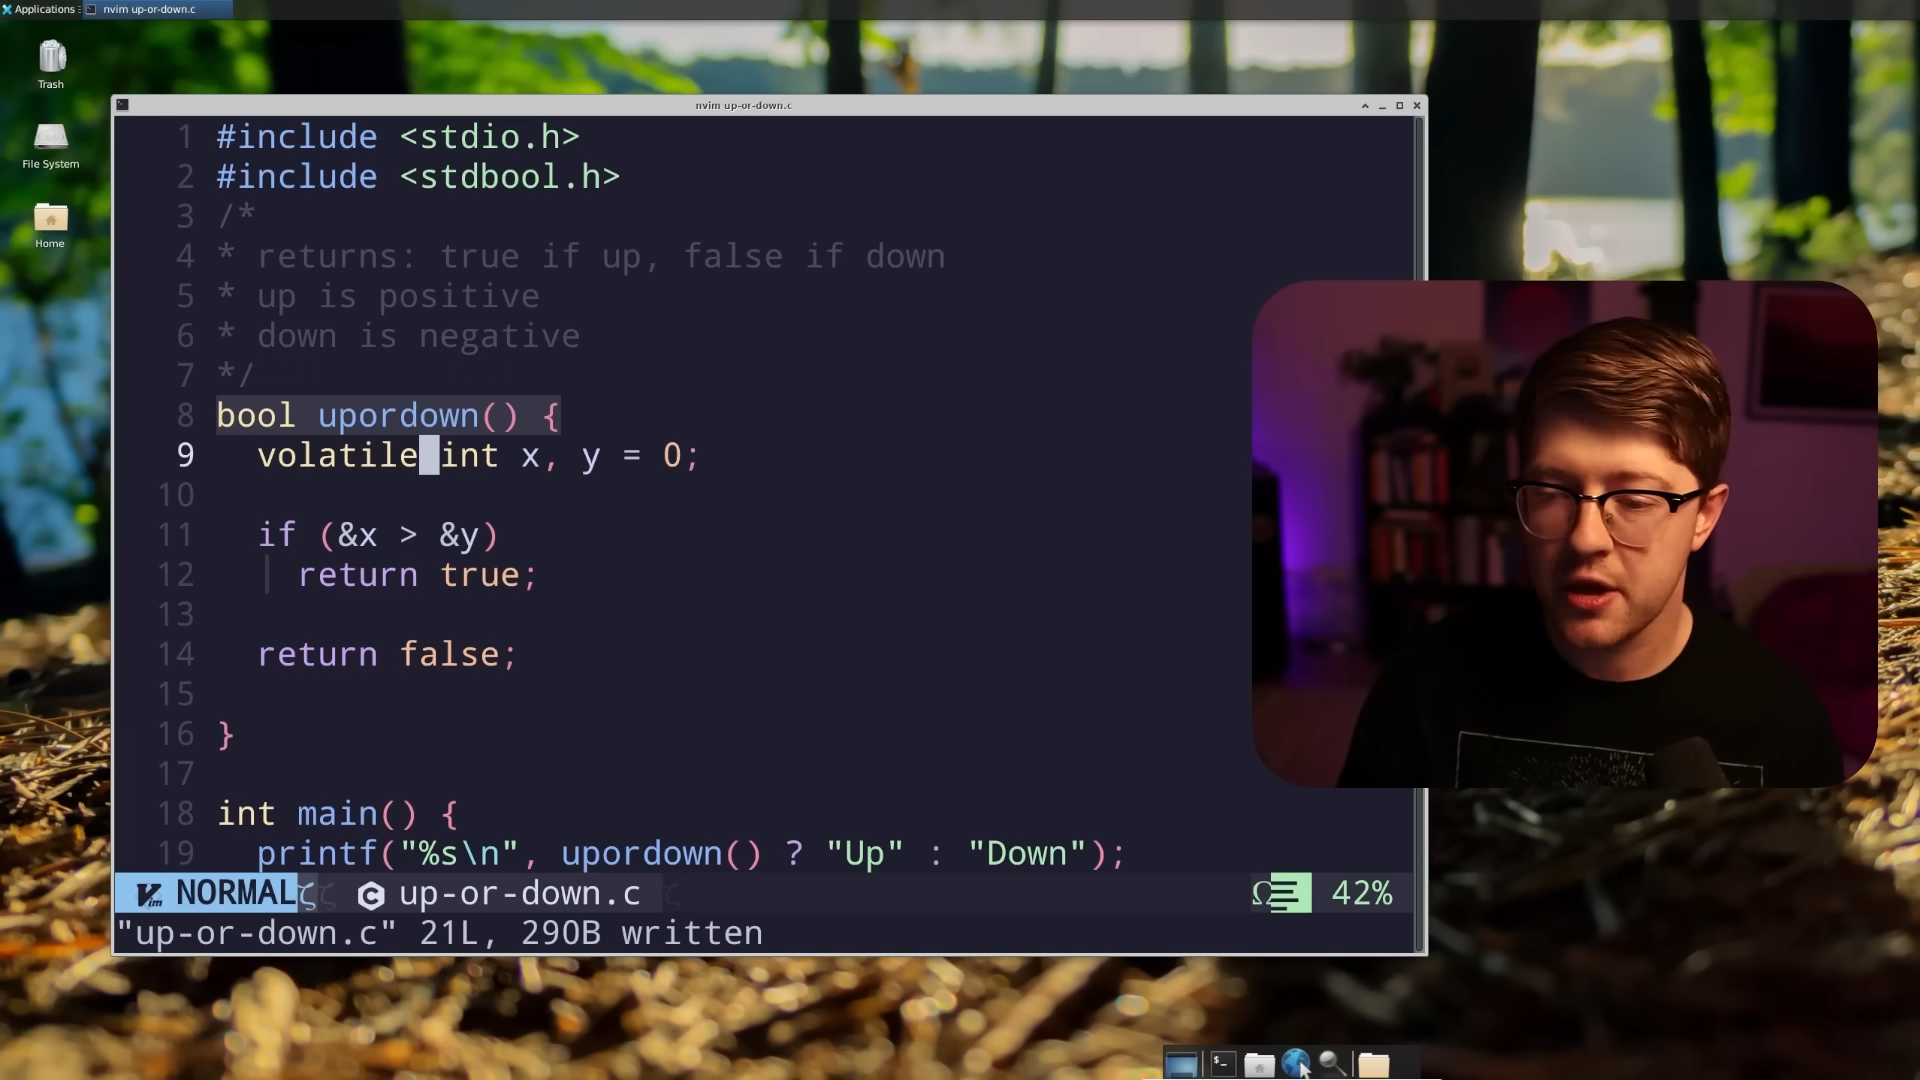 Applications
nvim up-or-down.c
Trash
File System
Home
nvim up-or-down.c
1 #include <stdio.h>
2 #include <stdbool.h>
3 /*
4 * returns: true if up, false if down
5 * up is positive
6 * down is negative
7 */
8 bool upordown() {
9 volatile int x, y = 0;
10
11 if (&x > &y)
12 return true;
13
14 return false;
15
16 }
17
18 int main() {
19 printf("%s\n", upordown() ? "Up" : "Down");
NORMAL up-or-down.c 42%
"up-or-down.c" 21L, 290B written